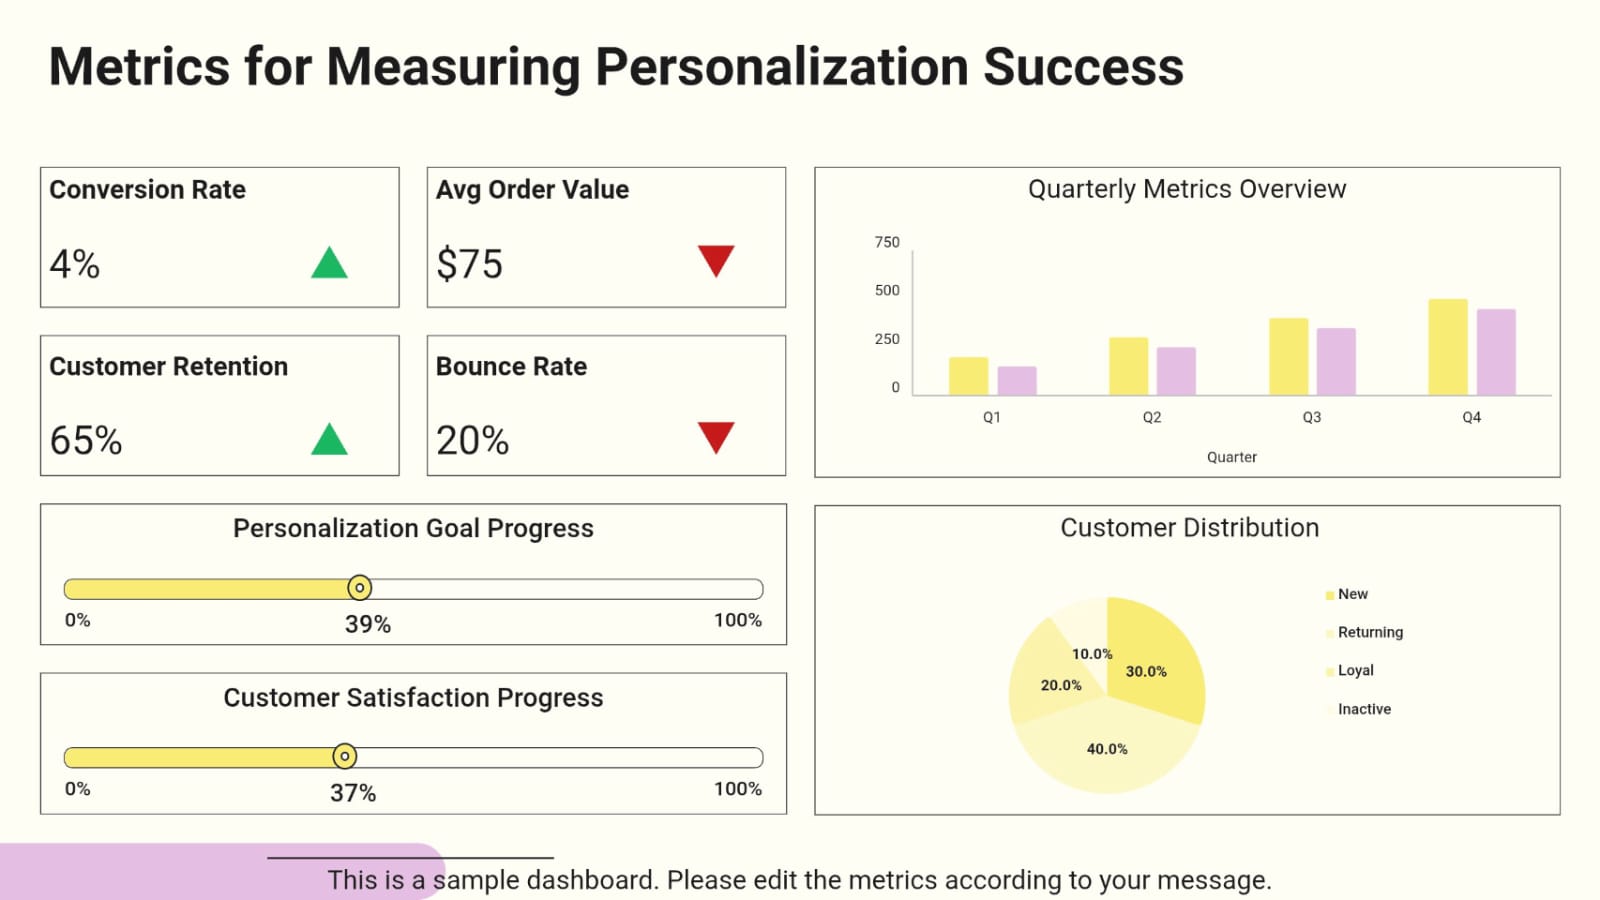 Metrics for Measuring Personalization Success
Conversion Rate
4%
Avg Order Value
$75
Customer Retention
65%
Bounce Rate
20%
Personalization Goal Progress
0%
39%
100%
Customer Satisfaction Progress
0%
37%
100%
Quarterly Metrics Overview
750
500
250
0
Q1 Q2 Q3 Q4
Quarter
Customer Distribution
10.0%
30.0%
20.0%
40.0%
New
Returning
Loyal
Inactive
This is a sample dashboard. Please edit the metrics according to your message.